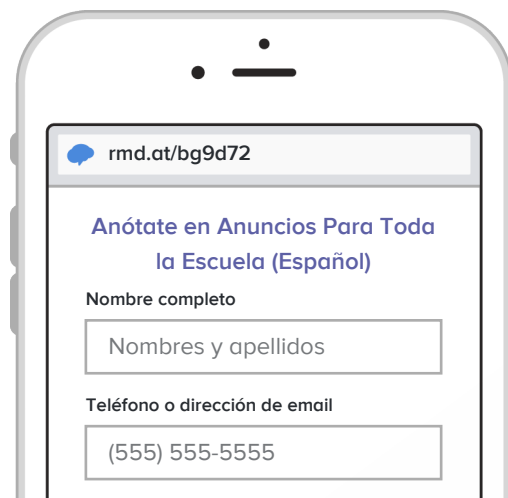 rmd.at/bg9d72
Anótate en Anuncios Para Toda
la Escuela (Español)
Nombre completo
Nombres y apellidos
Teléfono o dirección de email
(555) 555-5555